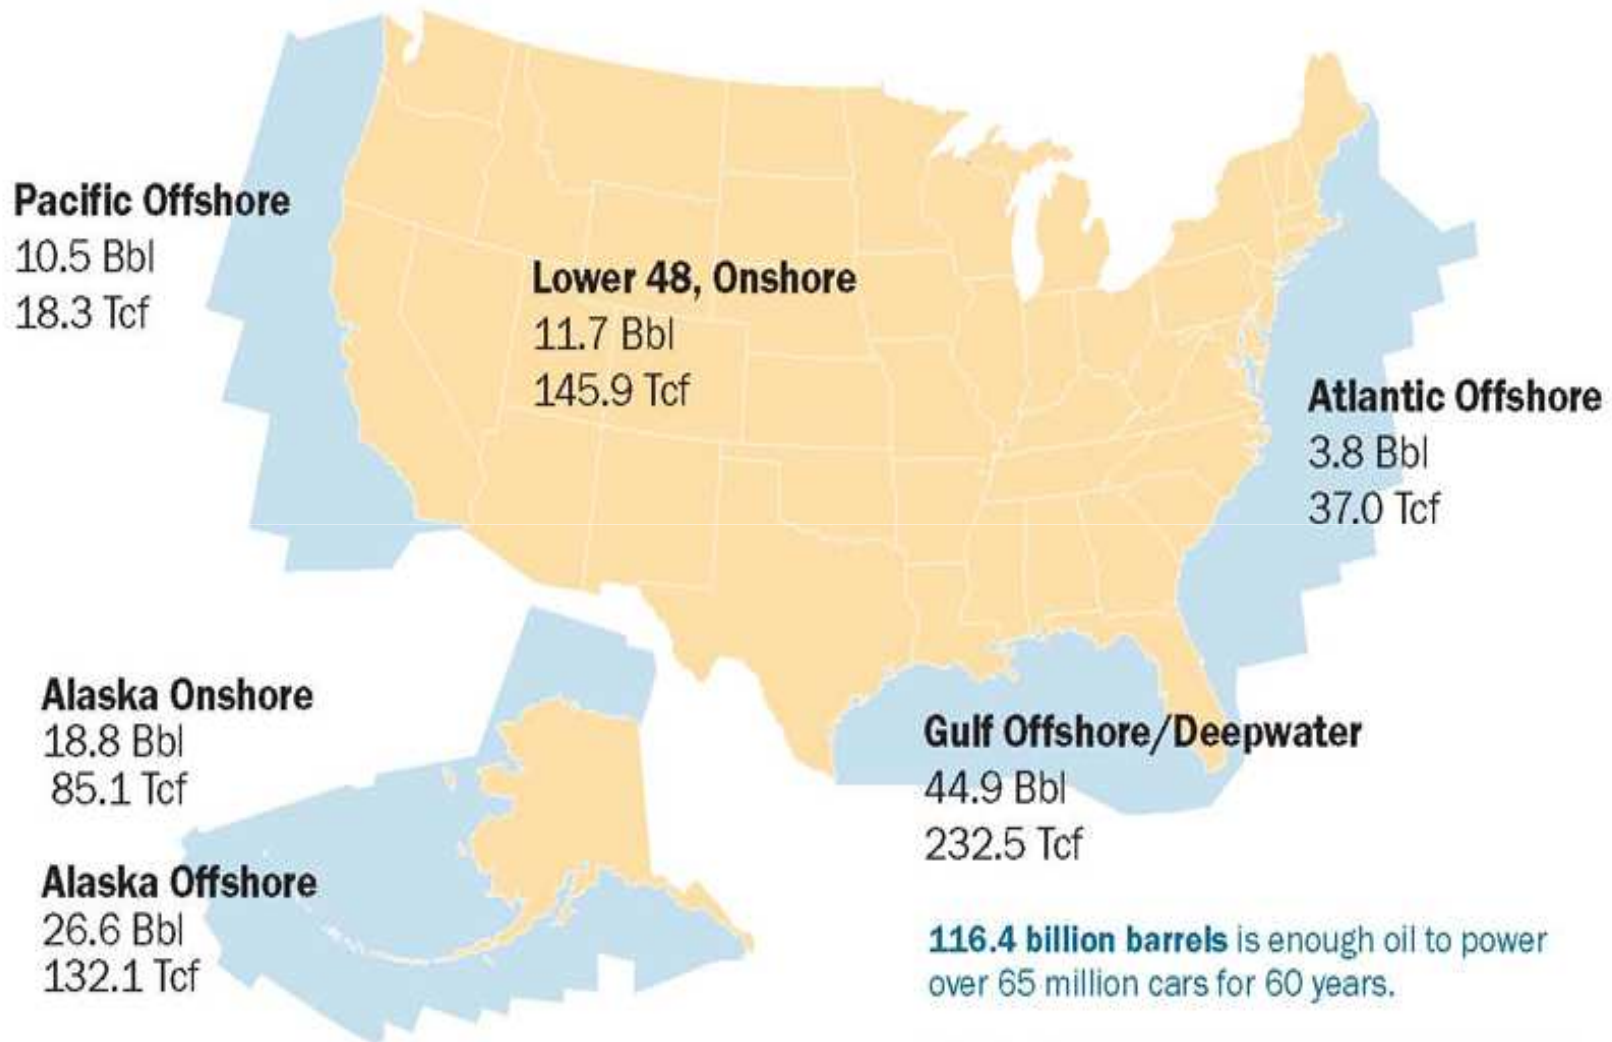 Pacific Offshore
10.5 Bbl
18.3 Tcf
Lower 48, Onshore
11.7 Bbl
145.9 Tcf
Atlantic Offshore
3.8 Bbl
37.0 Tcf
Alaska Onshore
18.8 Bbl
85.1 Tcf
Alaska Offshore
26.6 Bbl
132.1 Tcf
Gulf Offshore/Deepwater
44.9 Bbl
232.5 Tcf
116.4 billion barrels is enough oil to power
over 65 million cars for 60 years.